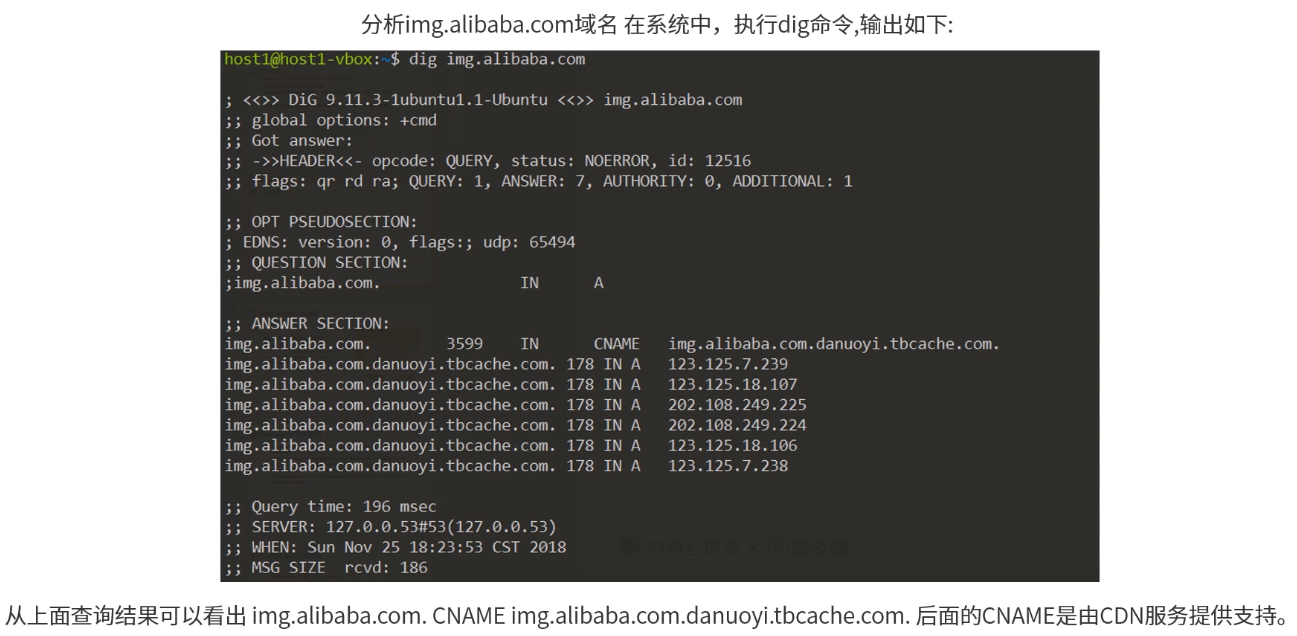 分析img.alibaba.com域名 在系统中，执行dig命令,输出如下:
host1@host1-vbox:~$ dig img.alibaba.com
; <<>> DiG 9.11.3-1ubuntu1.1-Ubuntu <<>> img.alibaba.com
;; global options: +cmd
;; Got answer:
;; ->>HEADER<<- opcode: QUERY, status: NOERROR, id: 12516
;; flags: qr rd ra; QUERY: 1, ANSWER: 7, AUTHORITY: 0, ADDITIONAL: 1
;; OPT PSEUDOSECTION:
; EDNS: version: 0, flags:; udp: 65494
;; QUESTION SECTION:
;img.alibaba.com. IN A
;; ANSWER SECTION:
img.alibaba.com. 3599 IN CNAME img.alibaba.com.danuoyi.tbcache.com.
img.alibaba.com.danuoyi.tbcache.com. 178 IN A 123.125.7.239
img.alibaba.com.danuoyi.tbcache.com. 178 IN A 123.125.18.107
img.alibaba.com.danuoyi.tbcache.com. 178 IN A 202.108.249.225
img.alibaba.com.danuoyi.tbcache.com. 178 IN A 202.108.249.224
img.alibaba.com.danuoyi.tbcache.com. 178 IN A 123.125.18.106
img.alibaba.com.danuoyi.tbcache.com. 178 IN A 123.125.7.238
;; Query time: 196 msec
;; SERVER: 127.0.0.53#53(127.0.0.53)
;; WHEN: Sun Nov 25 18:23:53 CST 2018
;; MSG SIZE rcvd: 186
从上面查询结果可以看出 img.alibaba.com. CNAME img.alibaba.com.danuoyi.tbcache.com. 后面的CNAME是由CDN服务提供支持。